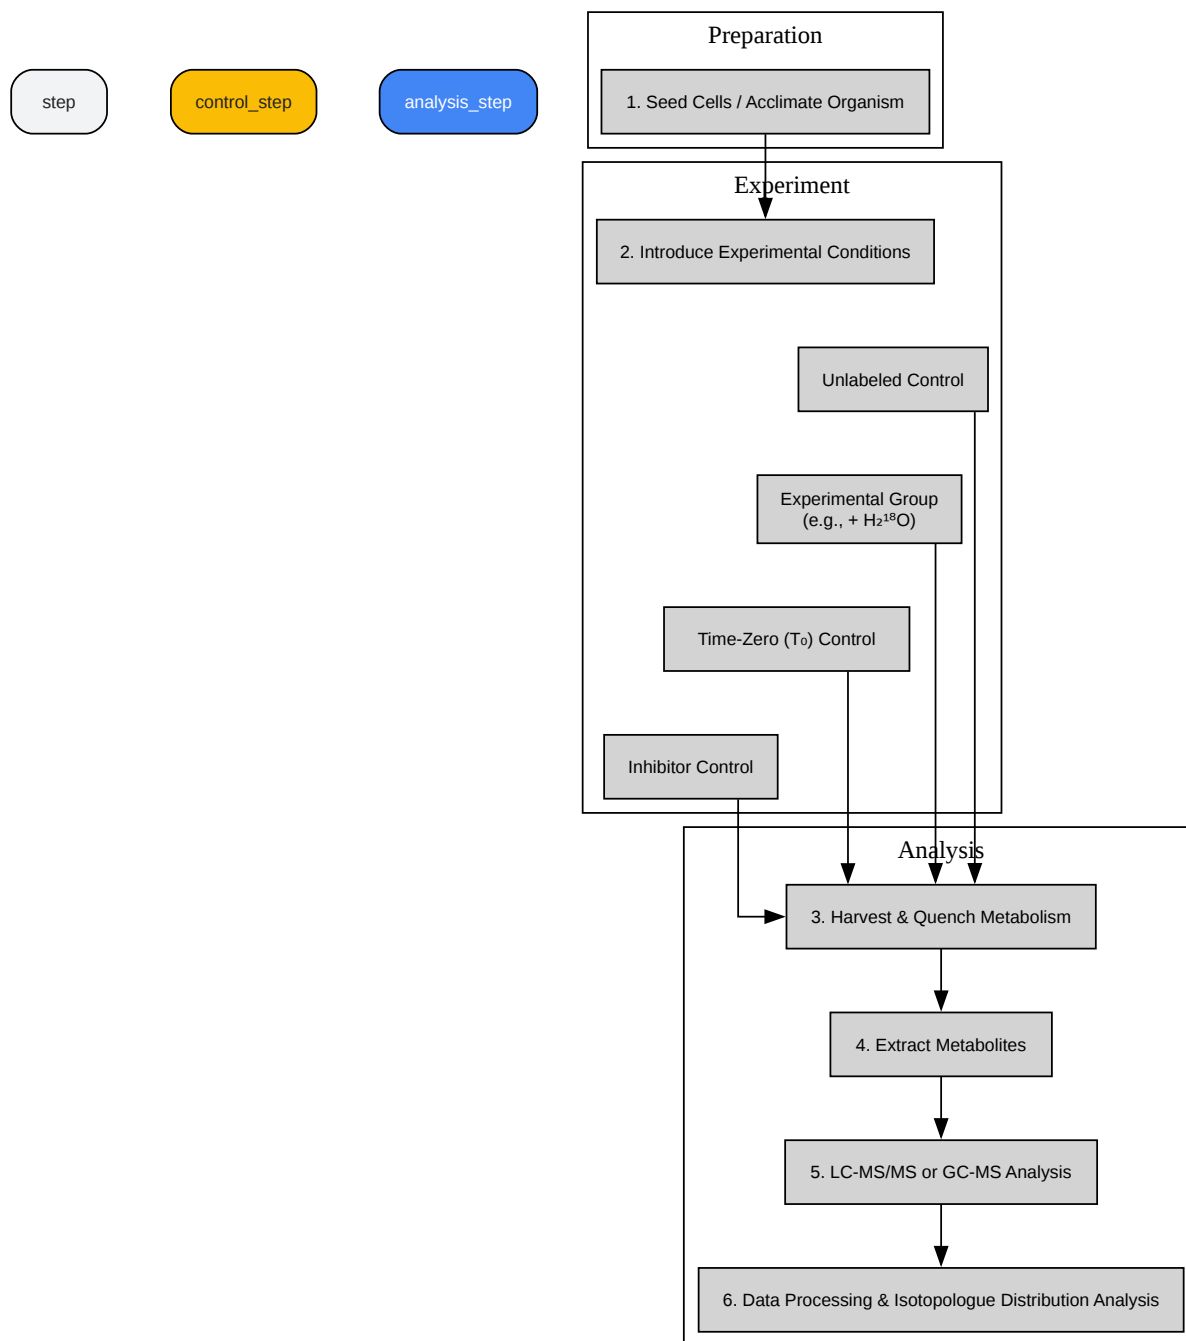 Preparation
step
control_step
analysis_step
1. Seed Cells / Acclimate Organism
Experiment
2. Introduce Experimental Conditions
Unlabeled Control
Experimental Group
(e.g., + H₂¹⁸O)
Time-Zero (T₀) Control
Inhibitor Control
Analysis
3. Harvest & Quench Metabolism
4. Extract Metabolites
5. LC-MS/MS or GC-MS Analysis
6. Data Processing & Isotopologue Distribution Analysis